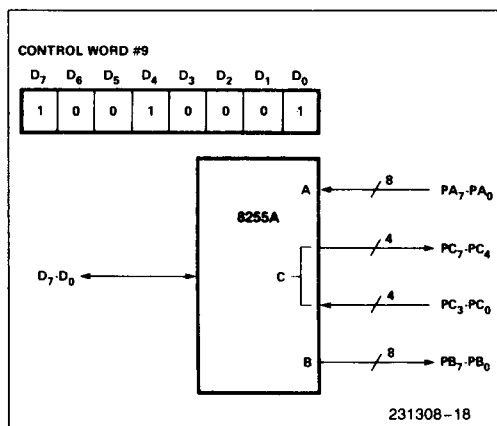 CONTROL WORD #9
D7 D6 D5 D4 D3 D2 D1 D0
1 0 0 1 0 0 0 1
A 8 PA7-PA0
8255A
4 PC7-PC4
D7-D0 C
4 PC3-PC0
B 8 PB7-PB0
231308-18